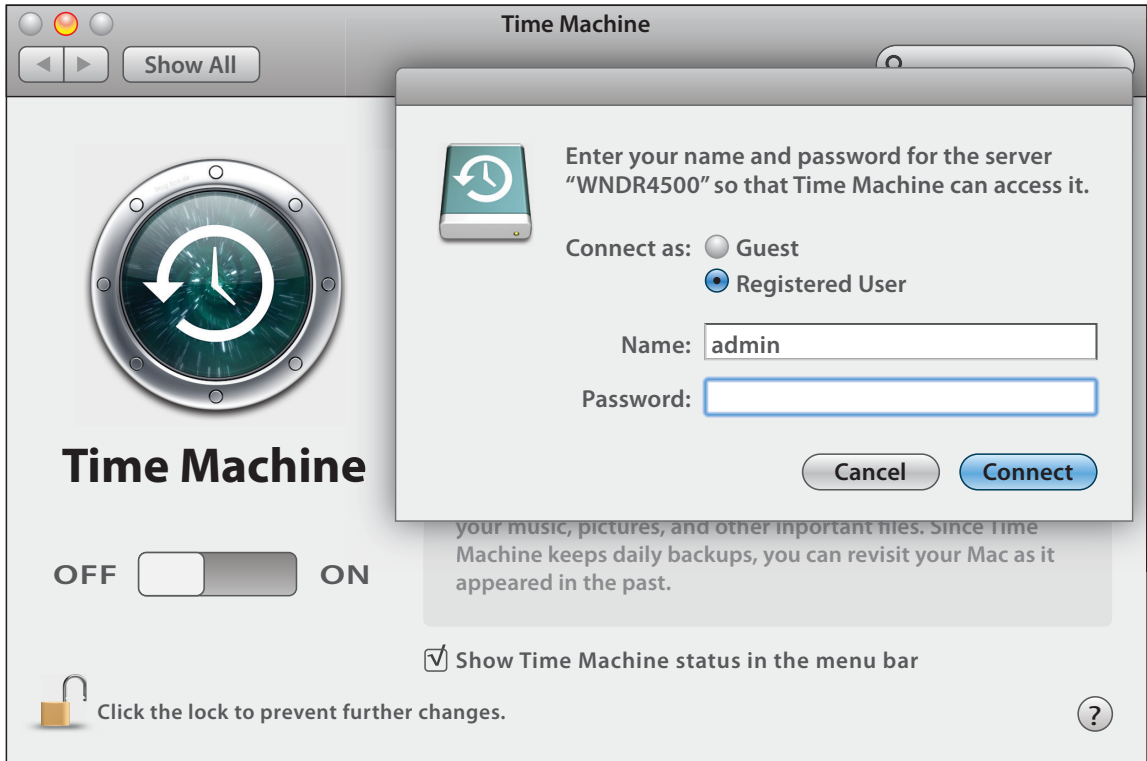 Time Machine
Show All
Enter your name and password for the server
“WNDR4500” so that Time Machine can access it.
Connect as:
Guest
Registered User
Name: admin
Password:
Cancel
Connect
Time Machine
your music, pictures, and other inportant files. Since Time
Machine keeps daily backups, you can revisit your Mac as it
appeared in the past.
OFF
ON
Show Time Machine status in the menu bar
Click the lock to prevent further changes.
?